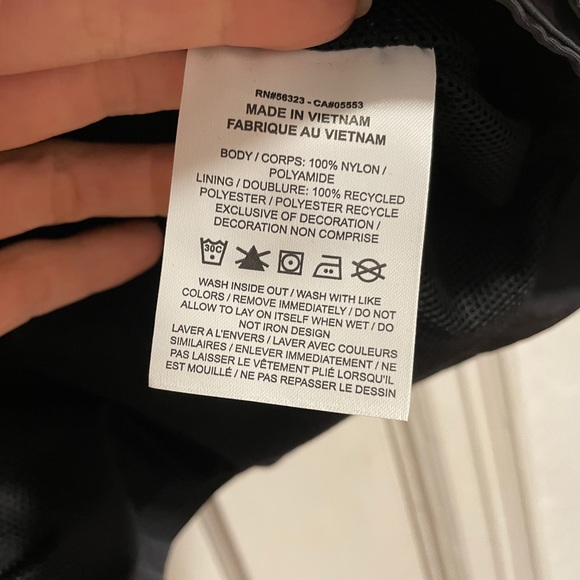 RN#56323 - CA#05553
MADE IN VIETNAM
FABRIQUE AU VIETNAM
BODY / CORPS: 100% NYLON /
POLYAMIDE
LINING / DOUBLURE: 100% RECYCLED
POLYESTER / POLYESTER RECYCLE
EXCLUSIVE OF DECORATION /
DECORATION NON COMPRISE
30C
WASH INSIDE OUT / WASH WITH LIKE
COLORS / REMOVE IMMEDIATELY / DO NOT
ALLOW TO LAY ON ITSELF WHEN WET / DO
NOT IRON DESIGN
LAVER A L'ENVERS / LAVER AVEC COULEURS
SIMILAIRES / ENLEVER IMMEDIATEMENT / NE
PAS LAISSER LE VÊTEMENT PLIÉ LORSQU'IL
EST MOUILLÉ / NE PAS REPASSER LE DESSIN